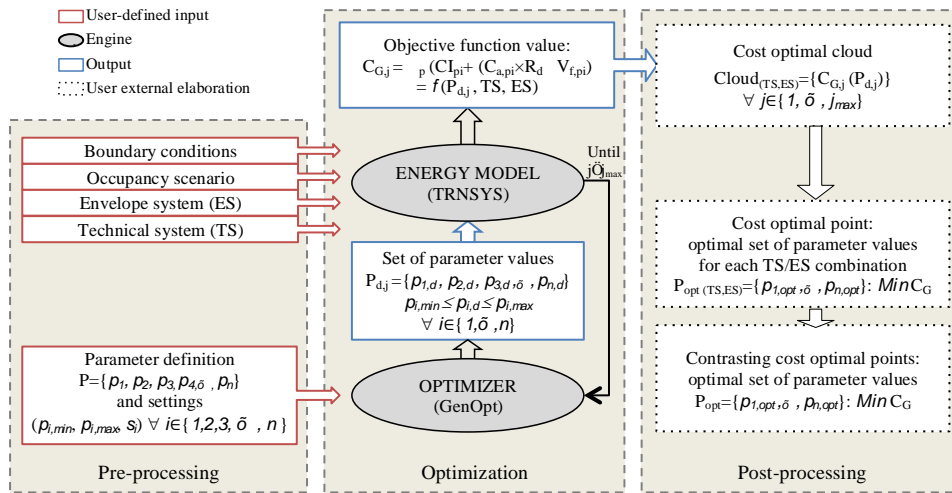 User-defined input
Engine
Output
User external elaboration
Boundary conditions
Occupancy scenario
Envelope system (ES)
Technical system (TS)
Parameter definition
P={p1, p2, p3, p4,õ , pn}
and settings
(pi,min, pi,max, si) ∀ i∈{1,2,3, õ , n }
Pre-processing
Objective function value:
CG,j = p (CIpi+ (Ca,pi×Rd Vf,pi)
= f(Pd,j , TS, ES)
ENERGY MODEL
(TRNSYS)
Until
jÖjmax
Set of parameter values
Pd,j={p1,d, p2,d, p3,d,õ , pn,d}
pi,min ≤ pi,d ≤ pi,max
∀ i∈{1,õ , n}
OPTIMIZER
(GenOpt)
Optimization
Cost optimal cloud
Cloud(TS,ES)={CG,j (Pd,j)}
∀ j∈{1, õ , jmax}
Cost optimal point:
optimal set of parameter values
for each TS/ES combination
Popt (TS,ES)={p1,opt,õ , pn,opt}: Min CG
Contrasting cost optimal points:
optimal set of parameter values
Popt={p1,opt,õ , pn,opt}: Min CG
Post-processing